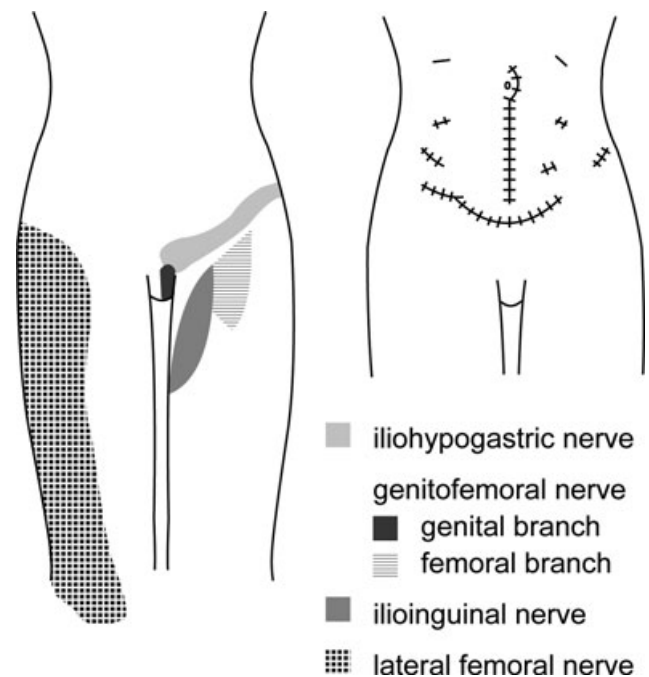 iliohypogastric nerve
genitofemoral nerve
genital branch
femoral branch
ilioinguinal nerve
lateral femoral nerve